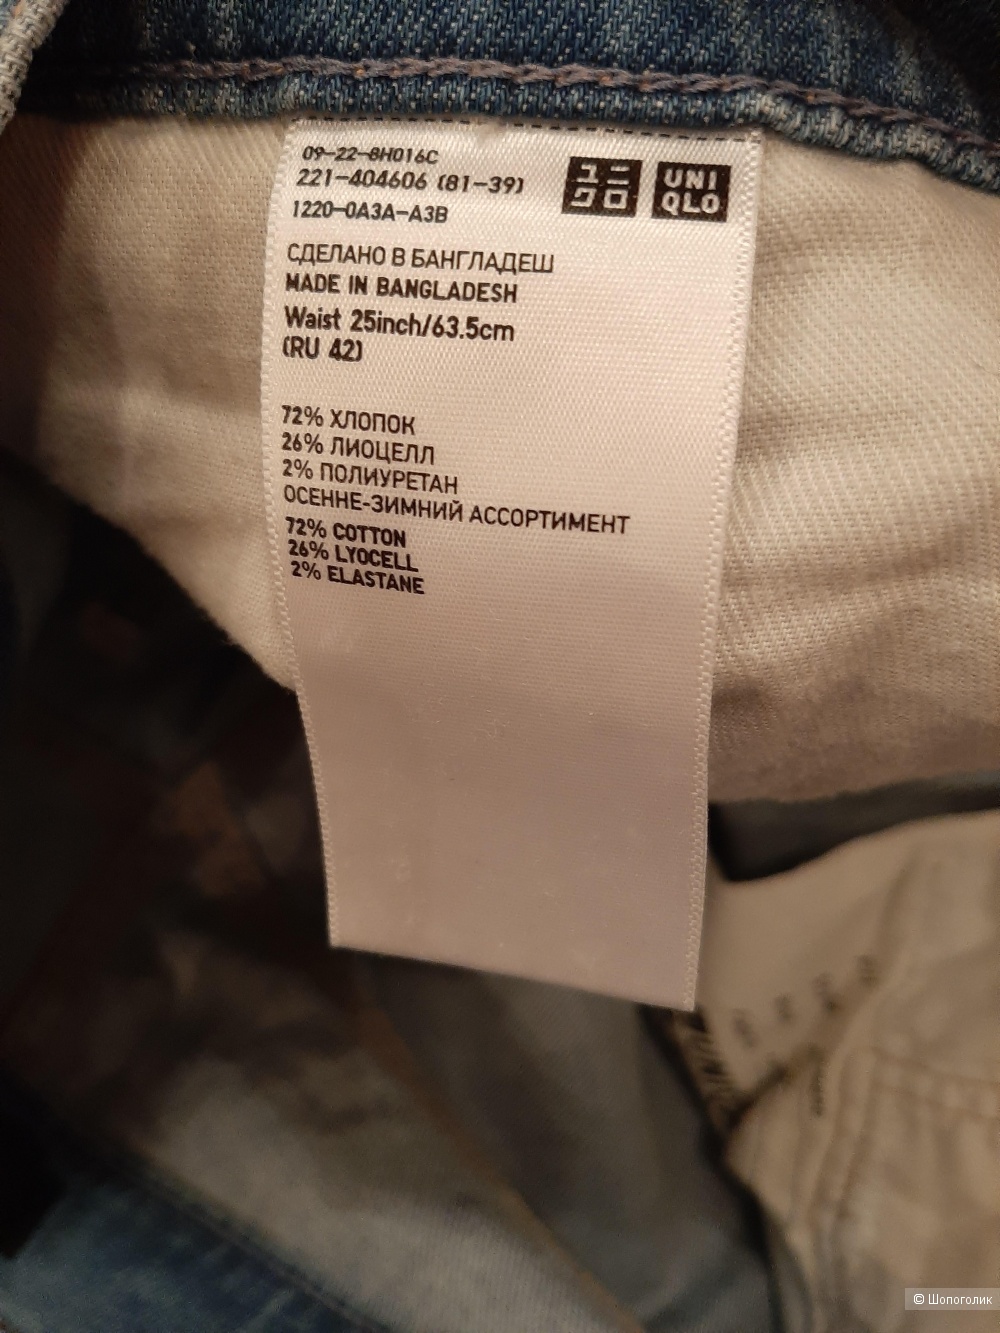 09-22-8H016C
221-404606 (81-39)
1220-0A3A-A3B
ユニ
クロ
UNI
QLO
СДЕЛАНО В БАНГЛАДЕШ
MADE IN BANGLADESH
Waist 25inch/63.5cm
(RU 42)
72% ХЛОПОК
26% ЛИОЦЕЛЛ
2% ПОЛИУРЕТАН
ОСЕННЕ-ЗИМНИЙ АССОРТИМЕНТ
72% COTTON
26% LYOCELL
2% ELASTANE
© Шопоголик